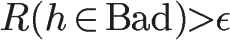 R(h ∈ Bad)>ϵ